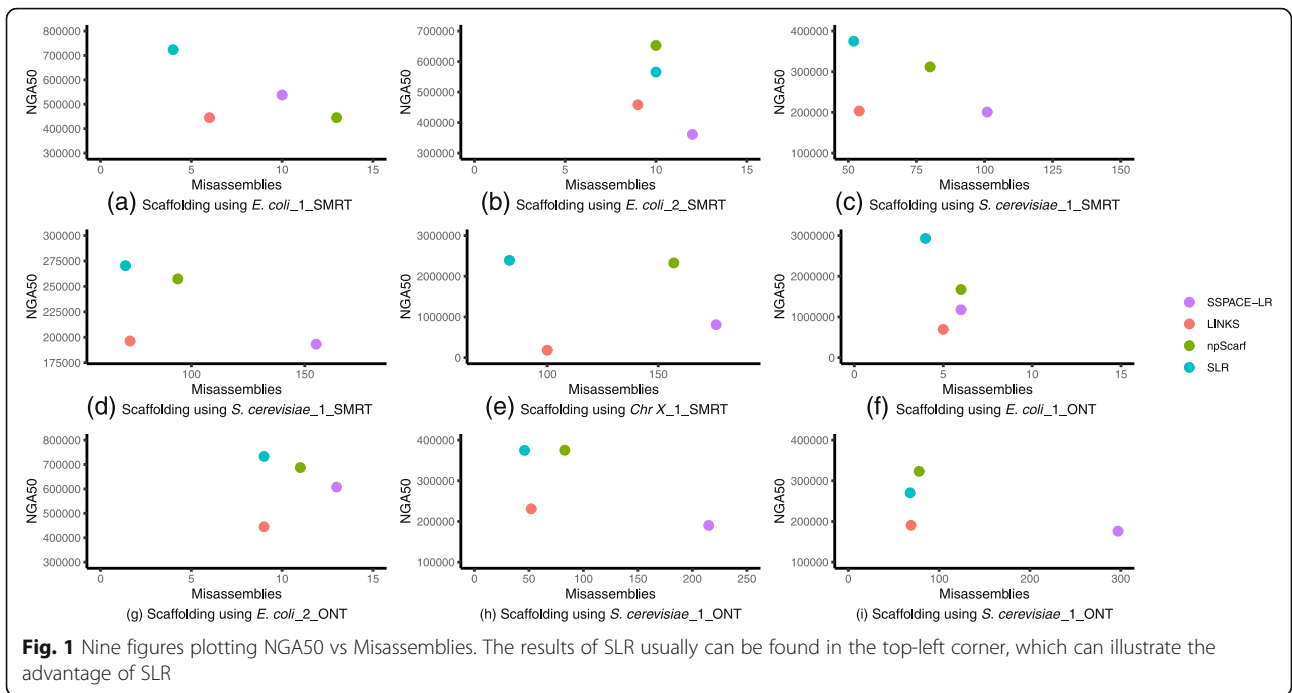 800000
700000
600000
500000
400000
300000
NGA50
0
5
10
15
Misassemblies
(a) Scaffolding using E. coli_1_SMRT
700000
600000
500000
400000
300000
NGA50
0
5
10
15
Misassemblies
(b) Scaffolding using E. coli_2_SMRT
400000
300000
200000
100000
NGA50
50
75
100
125
150
Misassemblies
(c) Scaffolding using S. cerevisiae_1_SMRT
300000
275000
250000
225000
200000
175000
NGA50
100
150
Misassemblies
(d) Scaffolding using S. cerevisiae_1_SMRT
3000000
2000000
1000000
0
NGA50
100
150
Misassemblies
(e) Scaffolding using Chr X_1_SMRT
3000000
2000000
1000000
0
NGA50
0
5
10
15
Misassemblies
(f) Scaffolding using E. coli_1_ONT
SSPACE−LR
LINKS
npScarf
SLR
800000
700000
600000
500000
400000
300000
NGA50
0
5
10
15
Misassemblies
(g) Scaffolding using E. coli_2_ONT
400000
300000
200000
100000
NGA50
0
50
100
150
200
250
Misassemblies
(h) Scaffolding using S. cerevisiae_1_ONT
400000
300000
200000
100000
NGA50
0
100
200
300
Misassemblies
(i) Scaffolding using S. cerevisiae_1_ONT
Fig. 1 Nine figures plotting NGA50 vs Misassemblies. The results of SLR usually can be found in the top-left corner, which can illustrate the
advantage of SLR